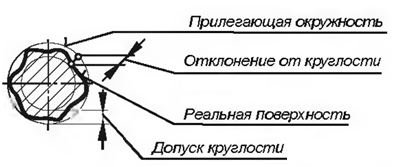 Прилегающая окружность
Отклонение от круглости
Реальная поверхность
Допуск круглости